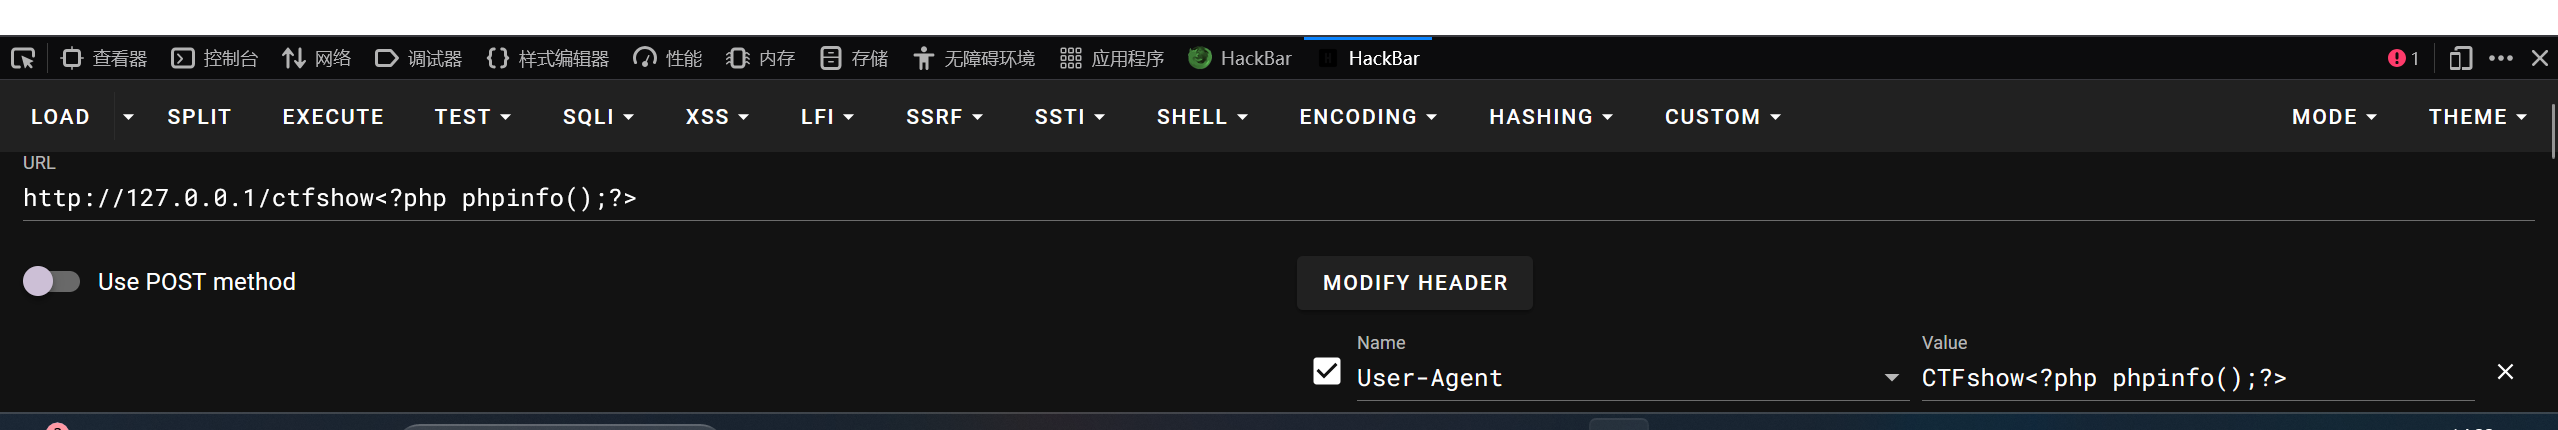 查看器 控制台 网络 调试器 样式编辑器 性能 内存 存储 无障碍环境 应用程序 HackBar HackBar 1
LOAD SPLIT EXECUTE TEST SQLI XSS LFI SSRF SSTI SHELL ENCODING HASHING CUSTOM MODE THEME
URL
http://127.0.0.1/ctfshow<?php phpinfo();?>
Use POST method
MODIFY HEADER
Name Value
User-Agent CTFshow<?php phpinfo();?>